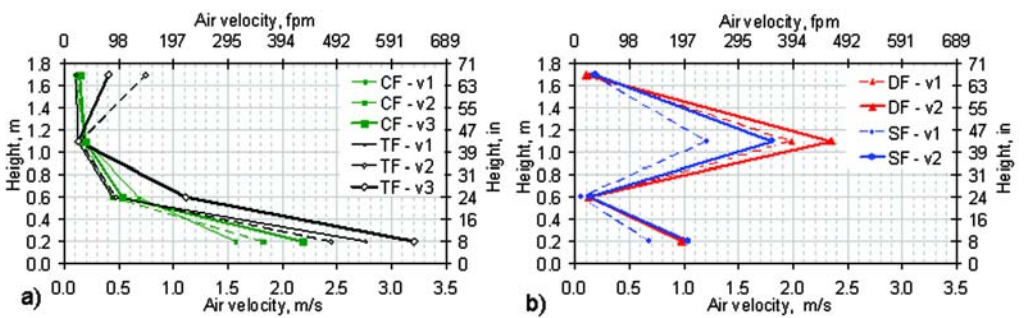 Air velocity, fpm
0 98 197 295 394 492 591 689
1.8 71
1.6 63
1.4 55
1.2 47
1.0 39
0.8 31
0.6 24
0.4 16
0.2 8
0.0 0
Height, m
Height, in
CF - v1
CF - v2
CF - v3
TF - v1
TF - v2
TF - v3
0.0 0.5 1.0 1.5 2.0 2.5 3.0 3.5
a) Air velocity, m/s
Air velocity, fpm
0 98 197 295 394 492 591 689
1.8 71
1.6 63
1.4 55
1.2 47
1.0 39
0.8 31
0.6 24
0.4 16
0.2 8
0.0 0
Height, m
Height, in
DF - v1
DF - v2
SF - v1
SF - v2
0.0 0.5 1.0 1.5 2.0 2.5 3.0 3.5
b) Air velocity, m/s